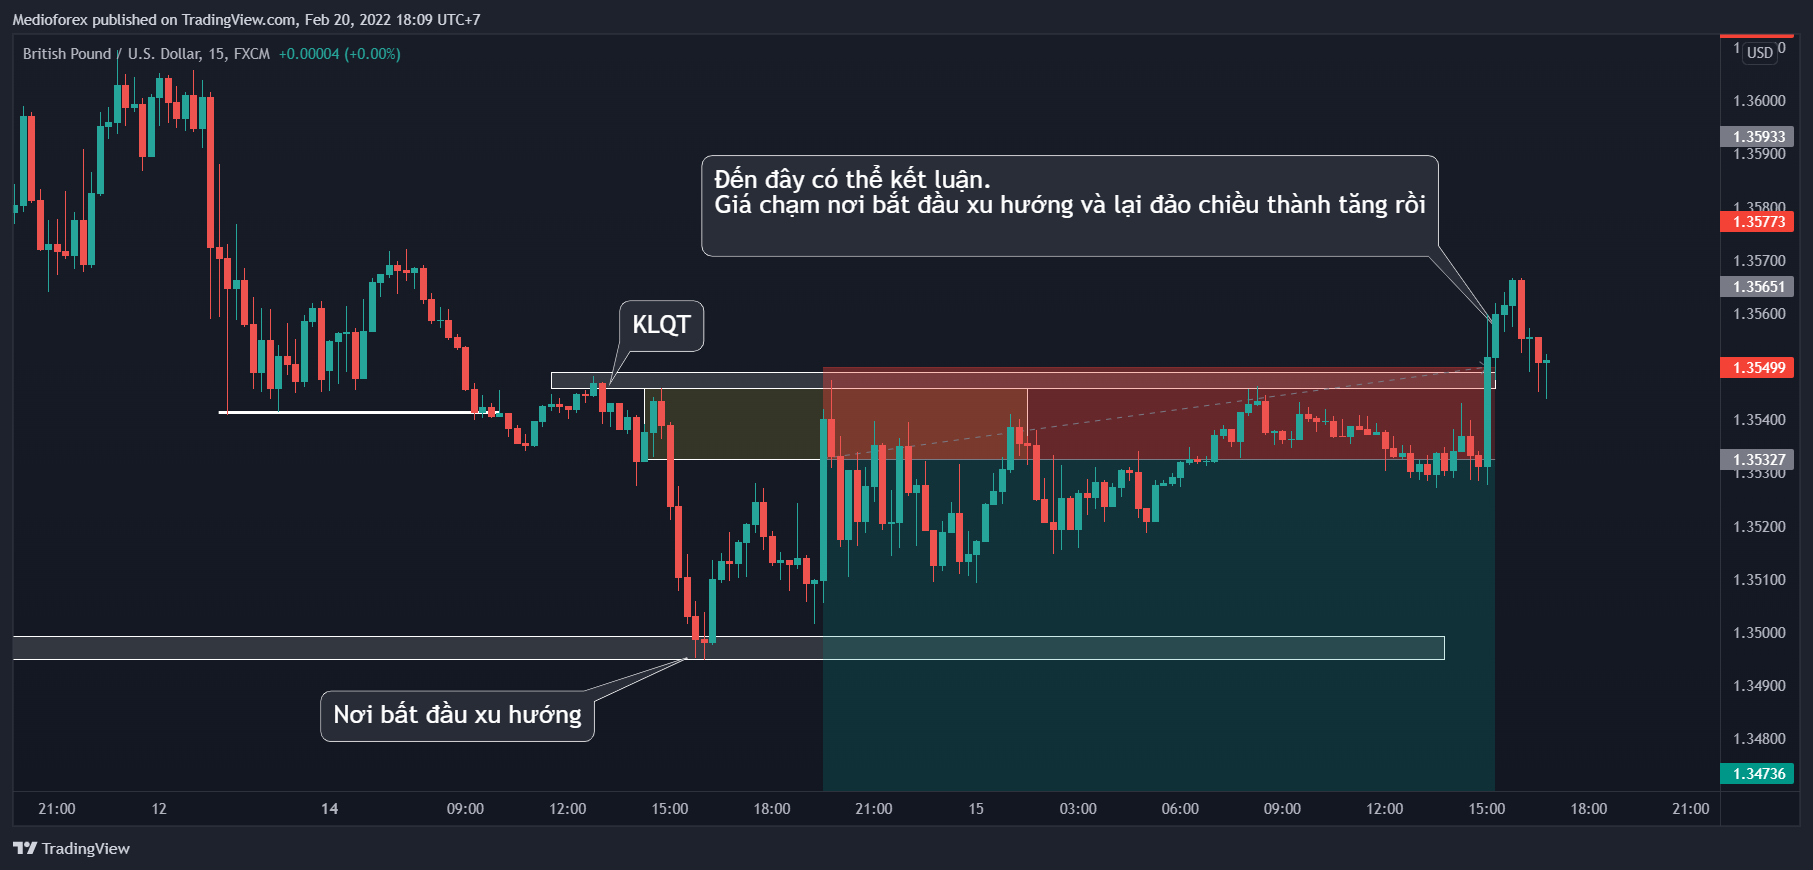 Medioforex published on TradingView.com, Feb 20, 2022 18:09 UTC+7
British Pound / U.S. Dollar, 15, FXCM +0.00004 (+0.00%)
USD
1.36000
1.35933
1.35900
Đến đây có thể kết luận.
Giá chạm nơi bắt đầu xu hướng và lại đảo chiều thành tăng rồi
1.35800
1.35773
1.35700
1.35651
1.35600
KLQT
1.35499
1.35400
1.35327
1.35300
1.35200
1.35100
1.35000
1.34900
Nơi bất đầu xu hướng
1.34800
1.34736
21:00 12 14 09:00 12:00 15:00 18:00 21:00 15 03:00 06:00 09:00 12:00 15:00 18:00 21:00
TradingView